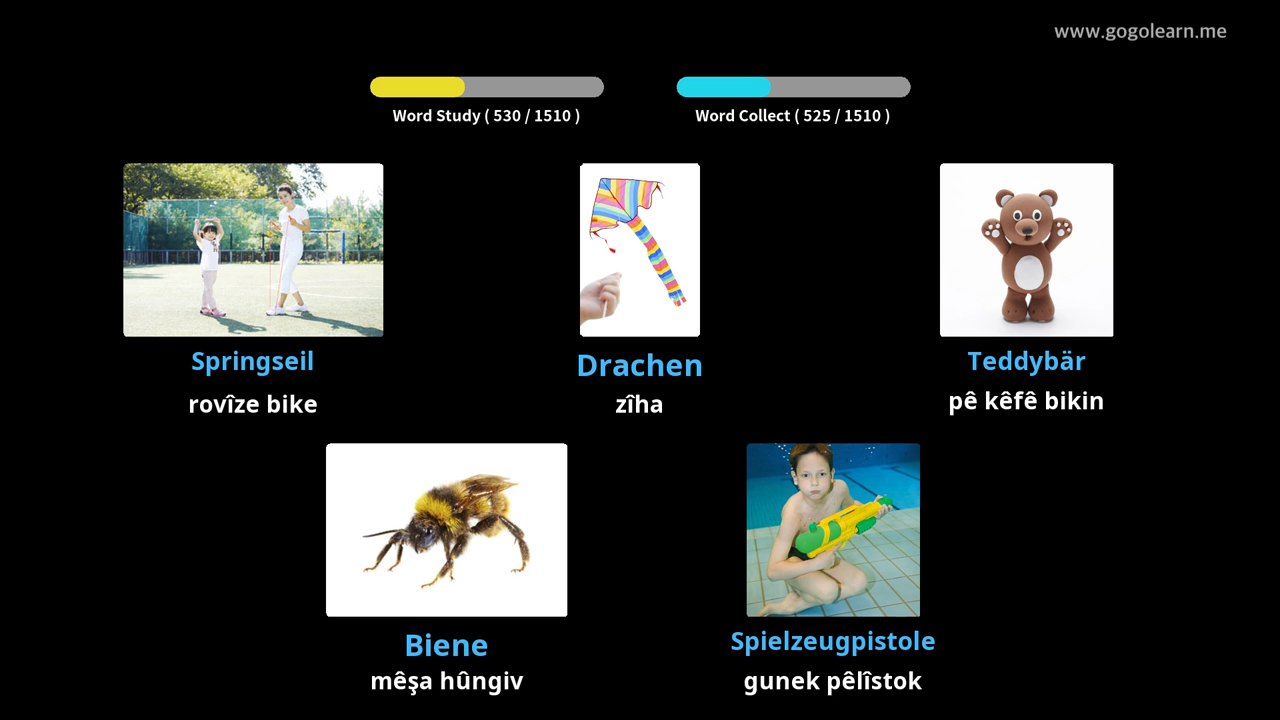 www.gogolearn.me
Word Study ( 530 / 1510 )
Word Collect ( 525 / 1510 )
Springseil
rovîze bike
Drachen
zîha
Teddybär
pê kêfê bikin
Biene
mêşa hûngiv
Spielzeugpistole
gunek pêlîstok